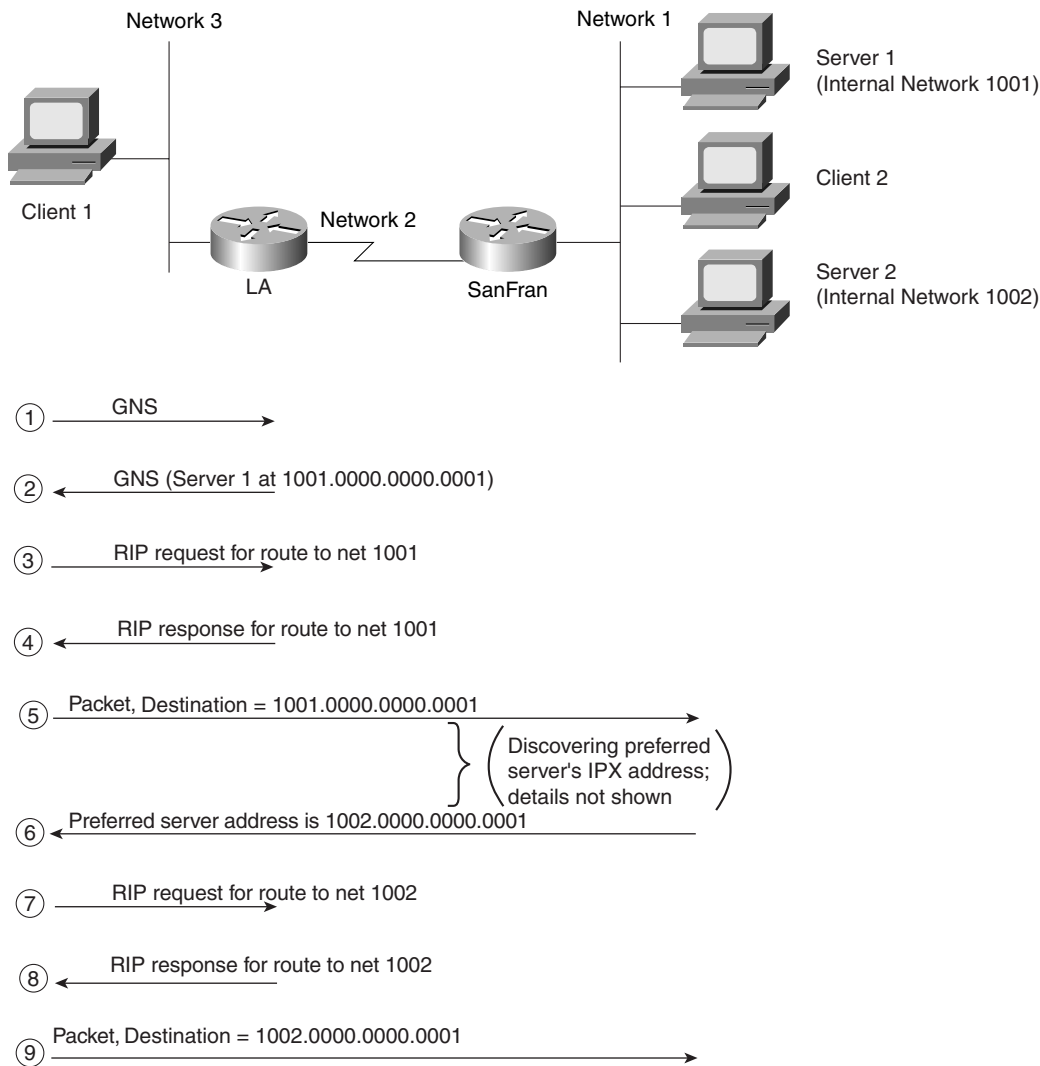 Network 3
Network 1
Server 1
(Internal Network 1001)
Client 2
Client 1
Network 2
LA
SanFran
Server 2
(Internal Network 1002)
1 GNS
2 GNS (Server 1 at 1001.0000.0000.0001)
3 RIP request for route to net 1001
4 RIP response for route to net 1001
5 Packet, Destination = 1001.0000.0000.0001
Discovering preferred
server's IPX address;
details not shown
6 Preferred server address is 1002.0000.0000.0001
7 RIP request for route to net 1002
8 RIP response for route to net 1002
9 Packet, Destination = 1002.0000.0000.0001